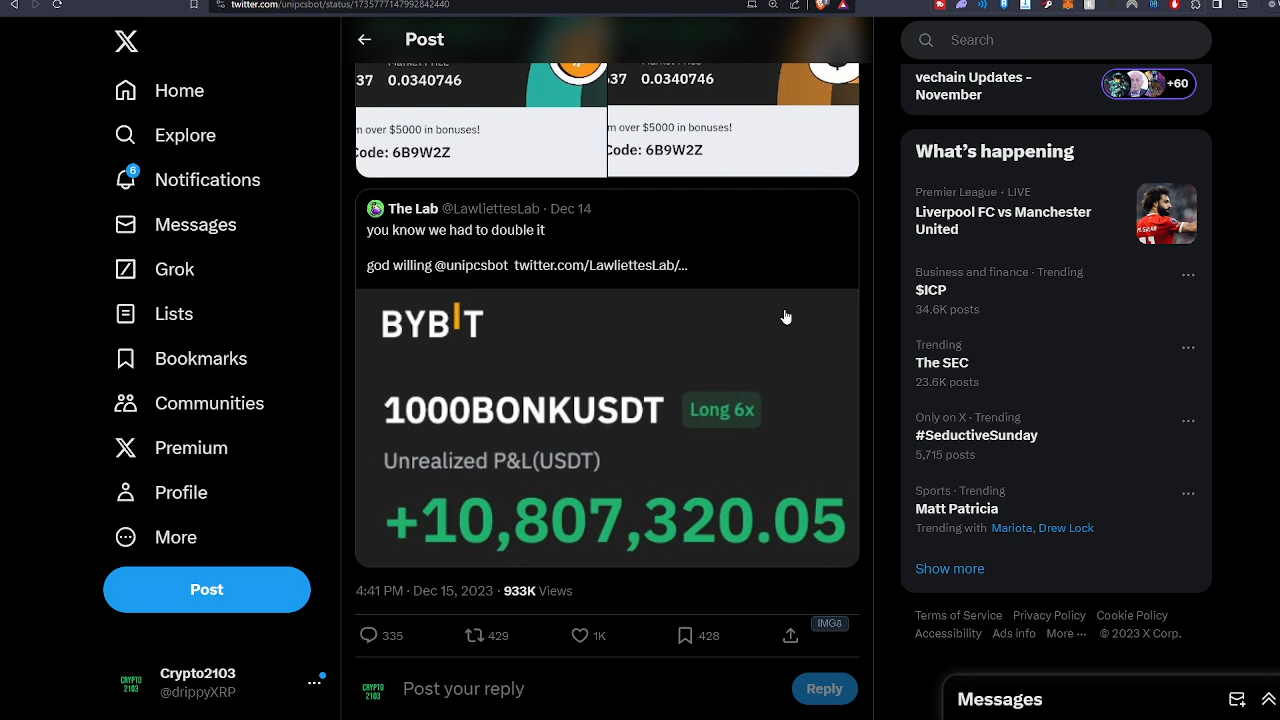 twitter.com/unipcsbot/status/1735777147992842440
Home
Explore
6
Notifications
Messages
Grok
Lists
Bookmarks
Communities
Premium
Profile
More
Post
CRYPTO
2103
Crypto2103
@drippyXRP
Post
Market Price
37 0.0340746
37 0.0340746
m over $5000 in bonuses!
Code: 6B9W2Z
m over $5000 in bonuses!
Code: 6B9W2Z
The Lab @LawliettesLab · Dec 14
you know we had to double it
god willing @unipcsbot twitter.com/LawliettesLab/...
BYBIT
1000BONKUSDT Long 6x
Unrealized P&L(USDT)
+10,807,320.05
4:41 PM · Dec 15, 2023 · 933K Views
335 429 1K 428
IMG8
CRYPTO
2103
Post your reply
Reply
Search
vechain Updates -
November
+60
What's happening
Premier League · LIVE
Liverpool FC vs Manchester
United
Business and finance · Trending
$ICP
34.6K posts
Trending
The SEC
23.6K posts
Only on X · Trending
#SeductiveSunday
5,715 posts
Sports · Trending
Matt Patricia
Trending with Mariota, Drew Lock
Show more
Terms of Service Privacy Policy Cookie Policy
Accessibility Ads info More ··· © 2023 X Corp.
Messages